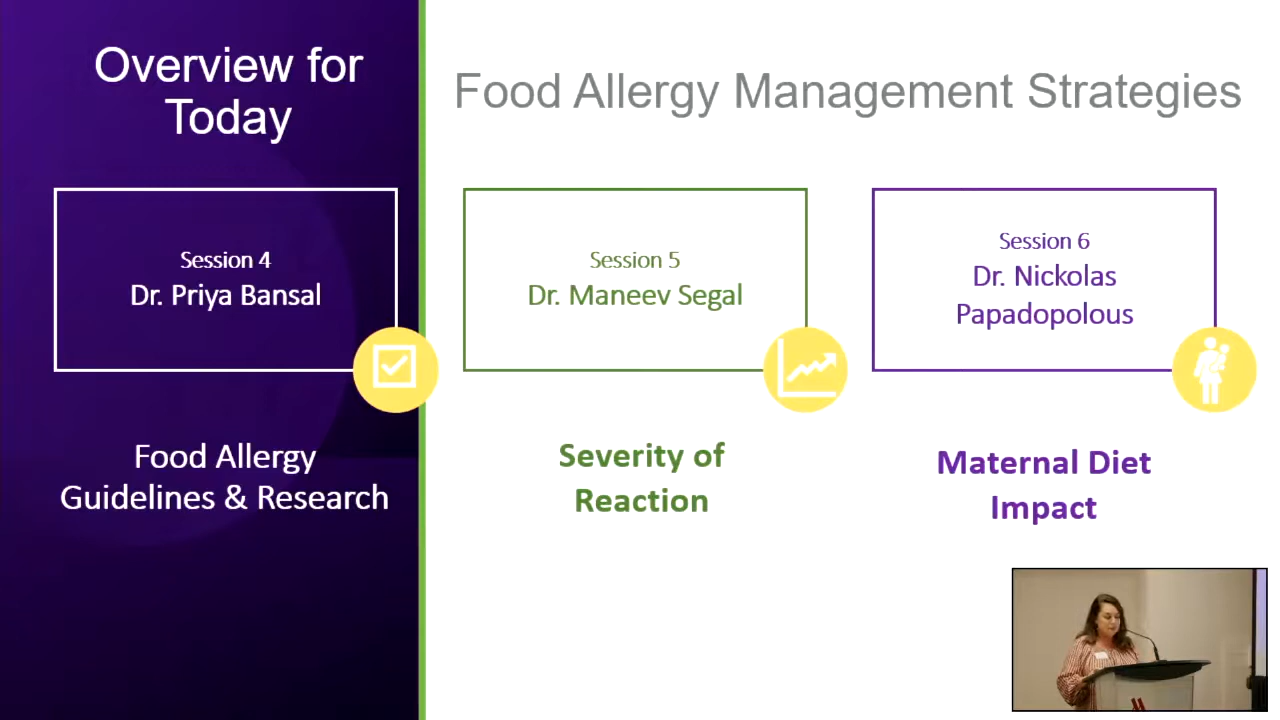 Overview for
Today
Food Allergy Management Strategies
Session 4
Dr. Priya Bansal
Session 5
Dr. Maneev Segal
Session 6
Dr. Nickolas
Papadopolous
Food Allergy
Guidelines & Research
Severity of
Reaction
Maternal Diet
Impact